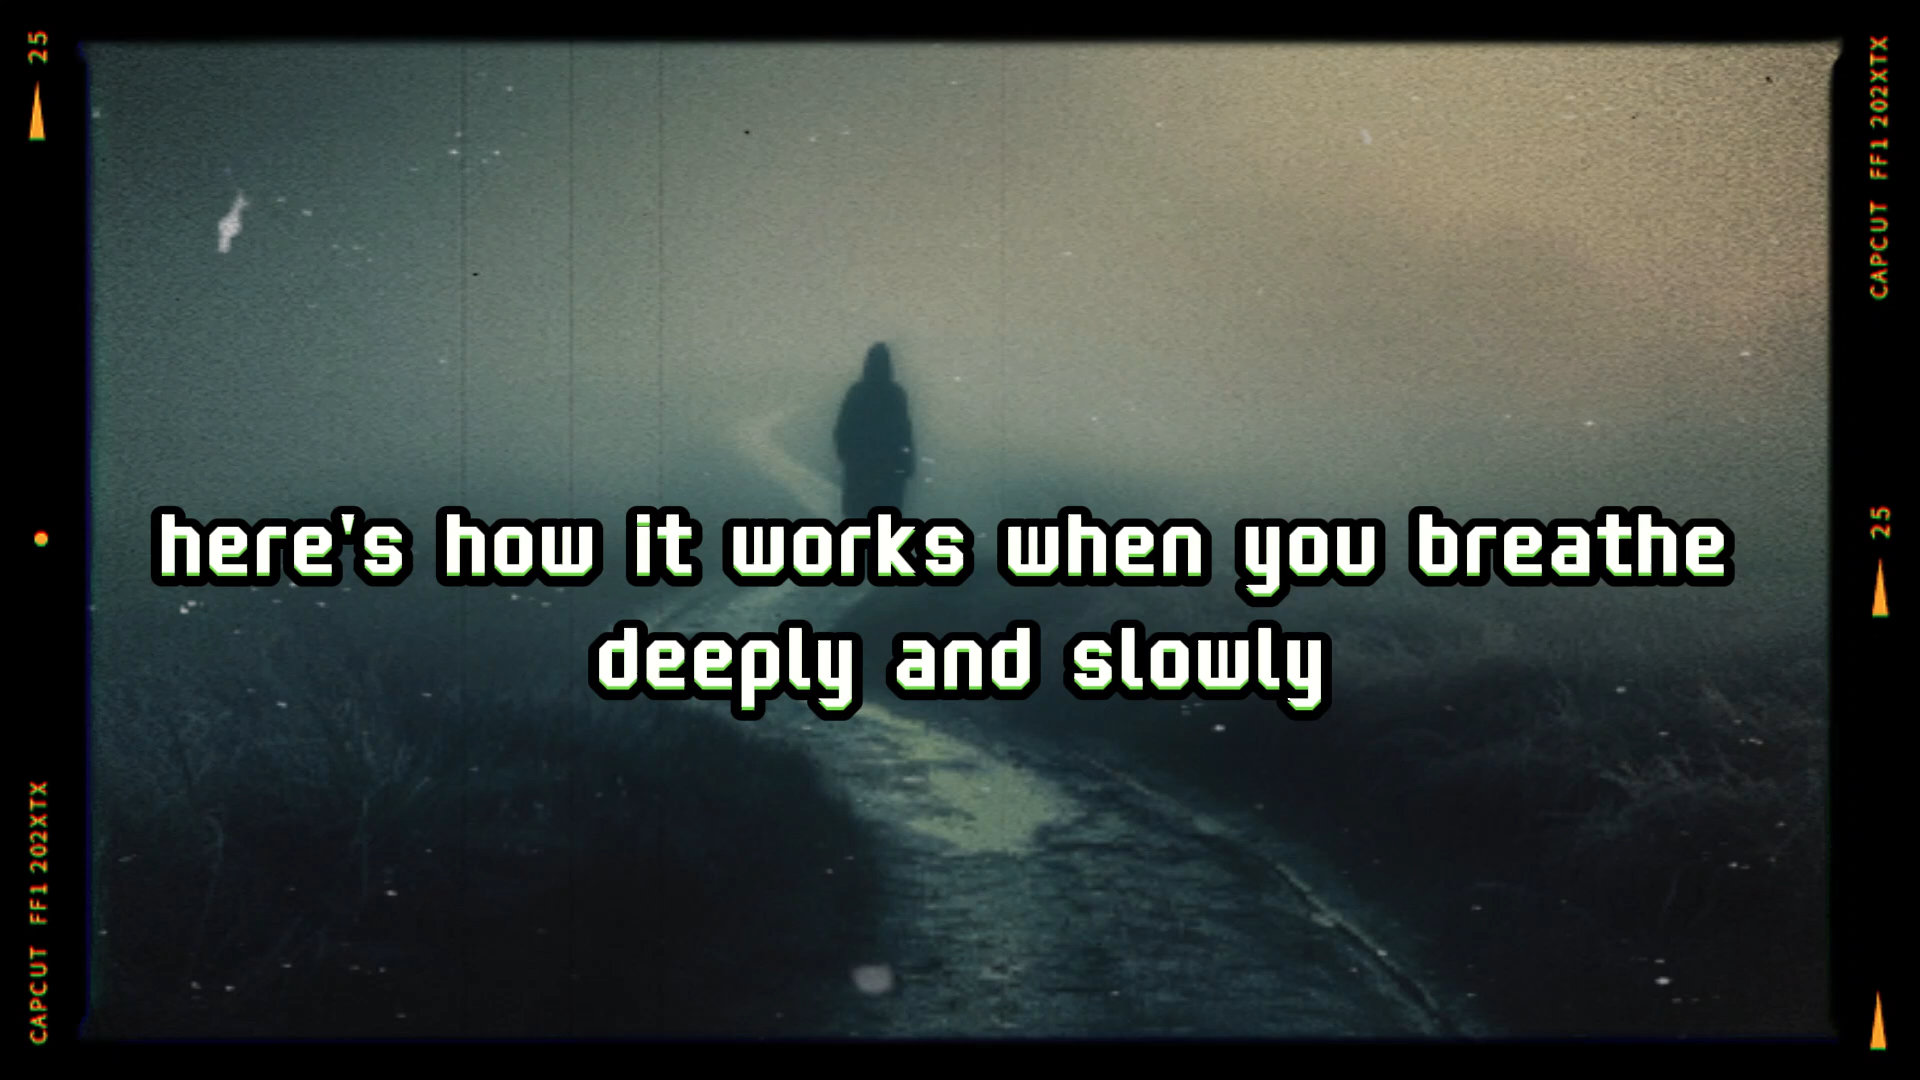 25
CAPCUT FF1 202XTX
here's how it works when you breathe
deeply and slowly
25
CAPCUT FF1 202XTX